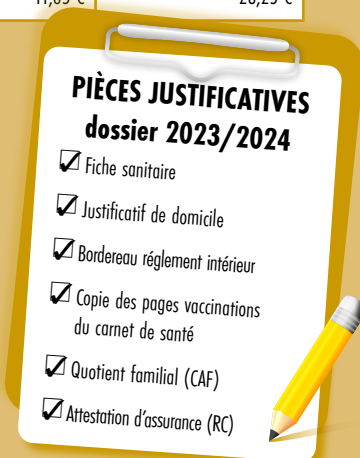 PIÈCES JUSTIFICATIVES
dossier 2023/2024
Fiche sanitaire
Justificatif de domicile
Bordereau réglement intérieur
Copie des pages vaccinations
du carnet de santé
Quotient familial (CAF)
Attestation d'assurance (RC)